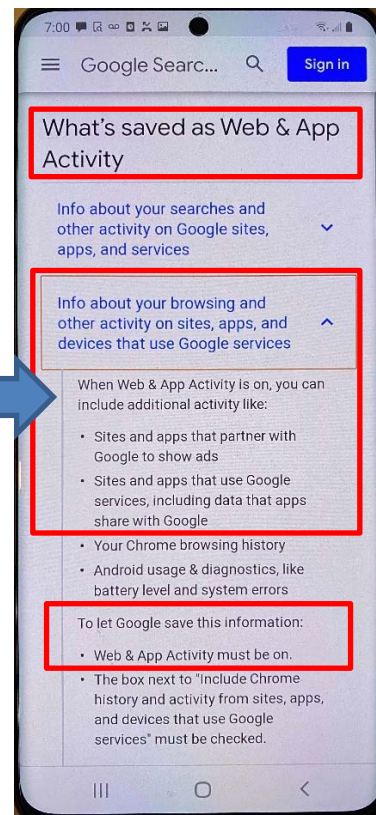 7:00
Google Searc...
Sign in
What's saved as Web & App
Activity
Info about your searches and
other activity on Google sites,
apps, and services
Info about your browsing and
other activity on sites, apps, and
devices that use Google services
When Web & App Activity is on, you can
include additional activity like:
• Sites and apps that partner with
Google to show ads
• Sites and apps that use Google
services, including data that apps
share with Google
• Your Chrome browsing history
• Android usage & diagnostics, like
battery level and system errors
To let Google save this information:
• Web & App Activity must be on.
• The box next to "Include Chrome
history and activity from sites, apps,
and devices that use Google
services" must be checked.